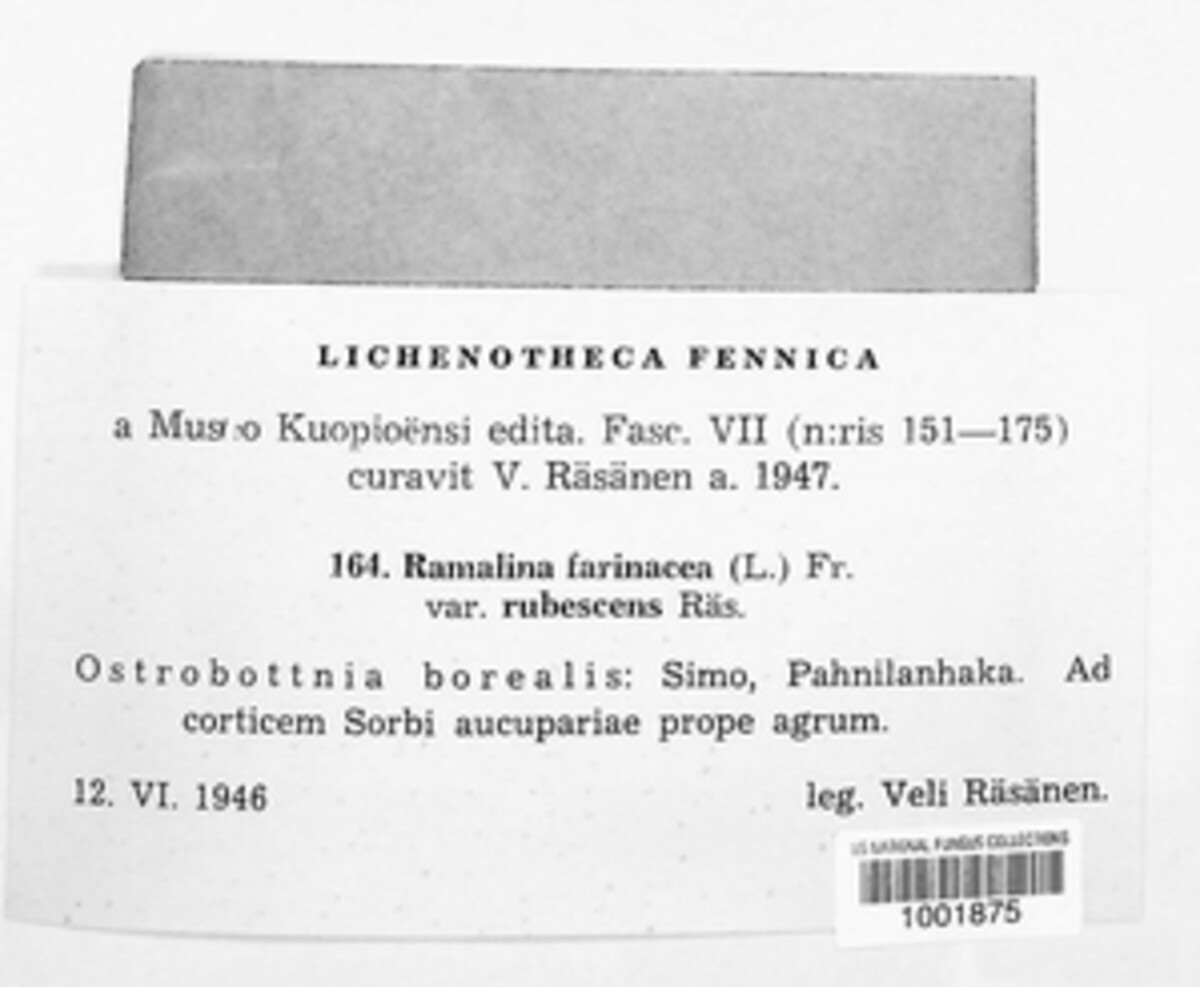 LICHENOTHECA FENNICA
a Museo Kuopioënsi edita. Fasc. VII (n:ris 151—175)
curavit V. Räsänen a. 1947.
164. Ramalina farinacea (L.) Fr.
var. rubescens Räs.
Ostrobottnia borealis: Simo, Pahnilanhaka. Ad
corticem Sorbi aucupariae prope agrum.
12. VI. 1946
leg. Veli Räsänen.
US NATIONAL FUNGUS COLLECTIONS
1001875